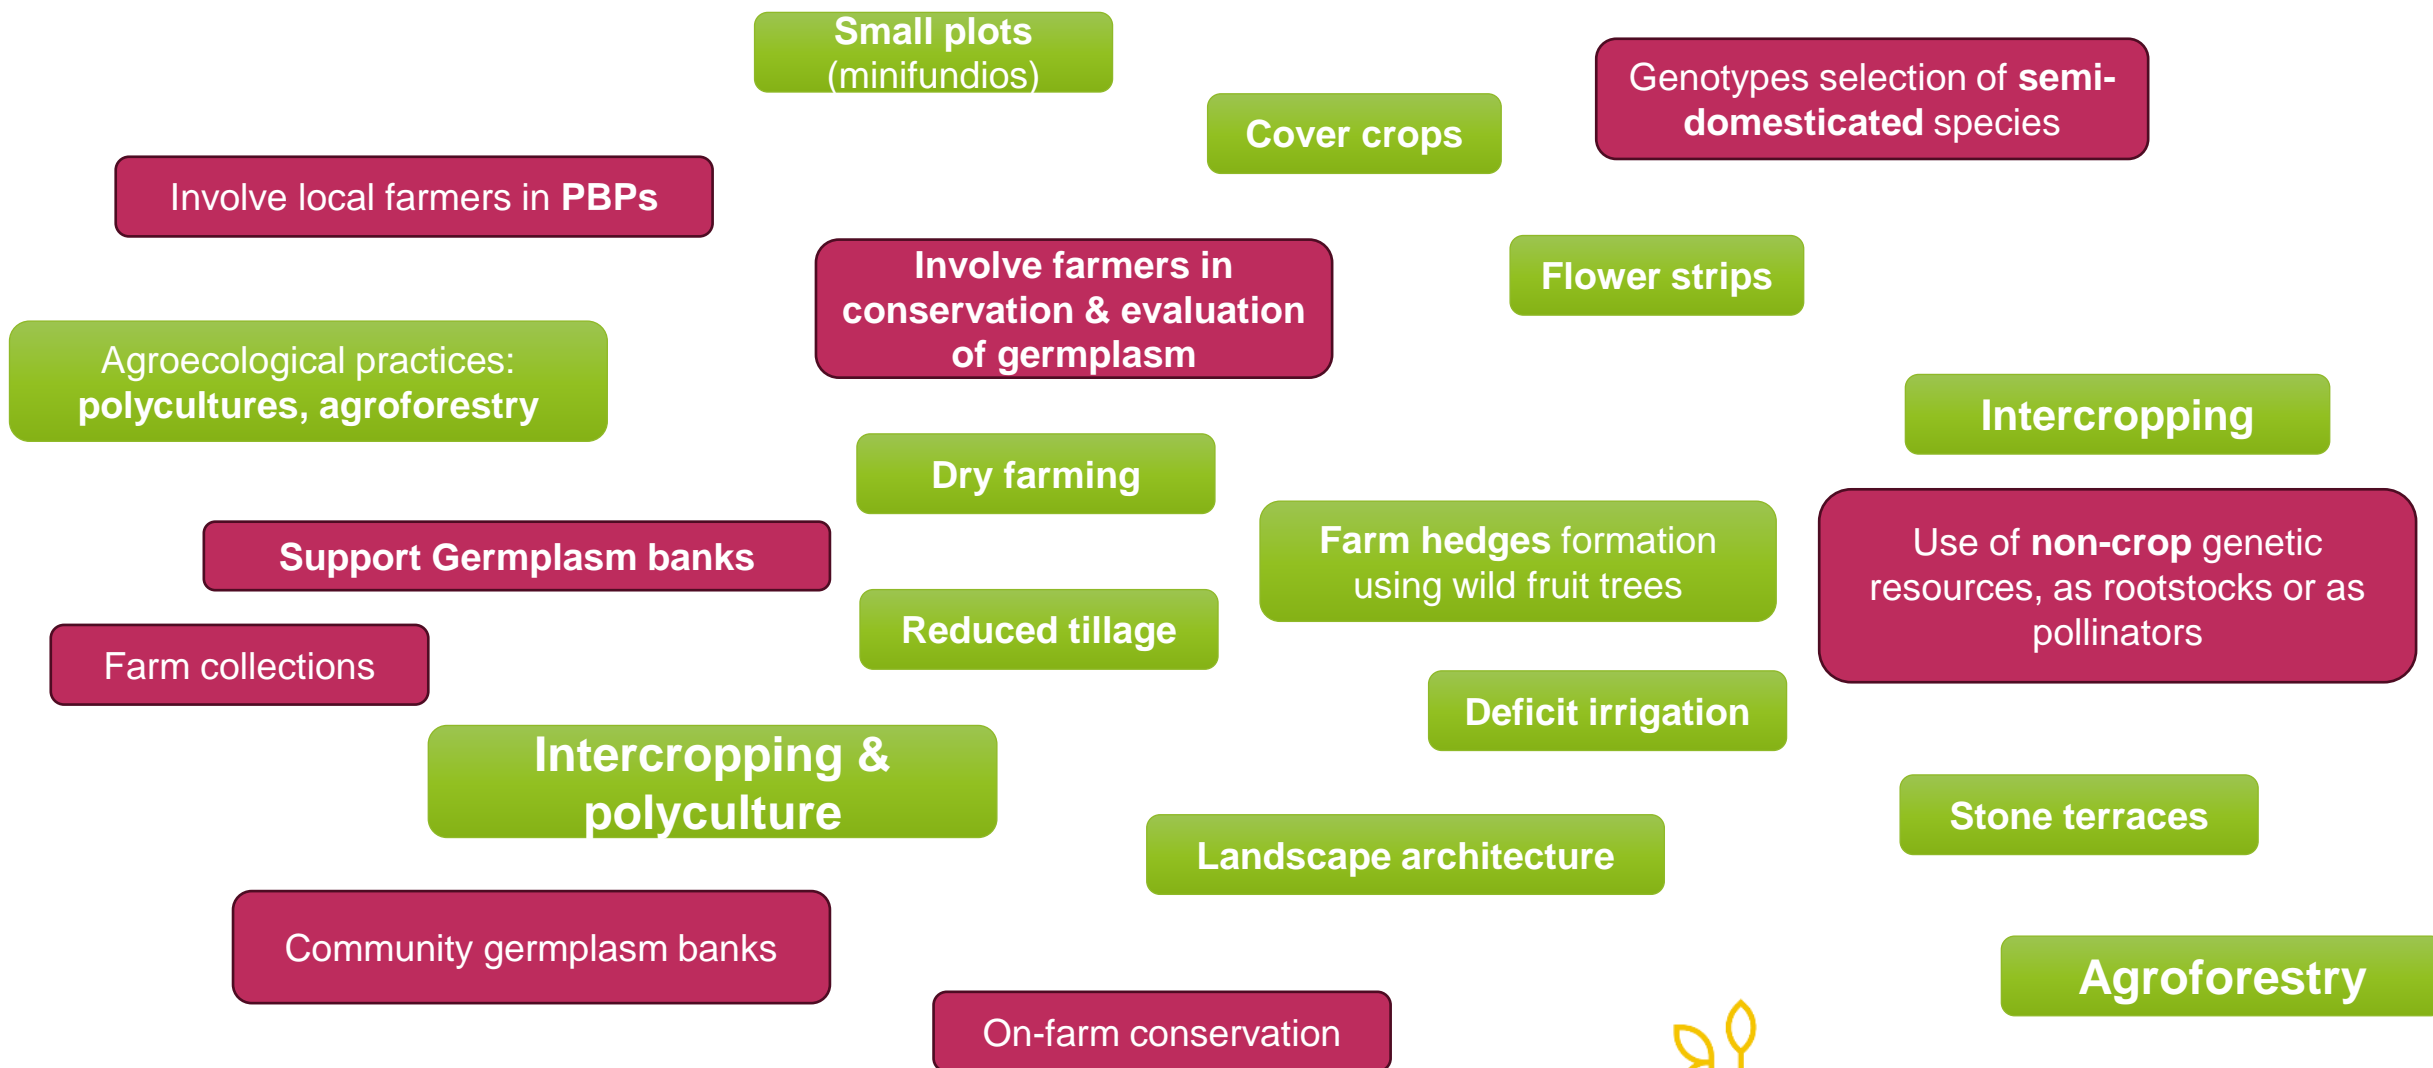 Small plots
(minifundios)
Genotypes selection of semi-
domesticated species
Cover crops
Involve local farmers in PBPs
Involve farmers in
conservation & evaluation
of germplasm
Flower strips
Agroecological practices:
polycultures, agroforestry
Intercropping
Dry farming
Support Germplasm banks
Farm hedges formation
using wild fruit trees
Use of non-crop genetic
resources, as rootstocks or as
pollinators
Reduced tillage
Farm collections
Deficit irrigation
Intercropping &
polyculture
Stone terraces
Landscape architecture
Community germplasm banks
Agroforestry
On-farm conservation